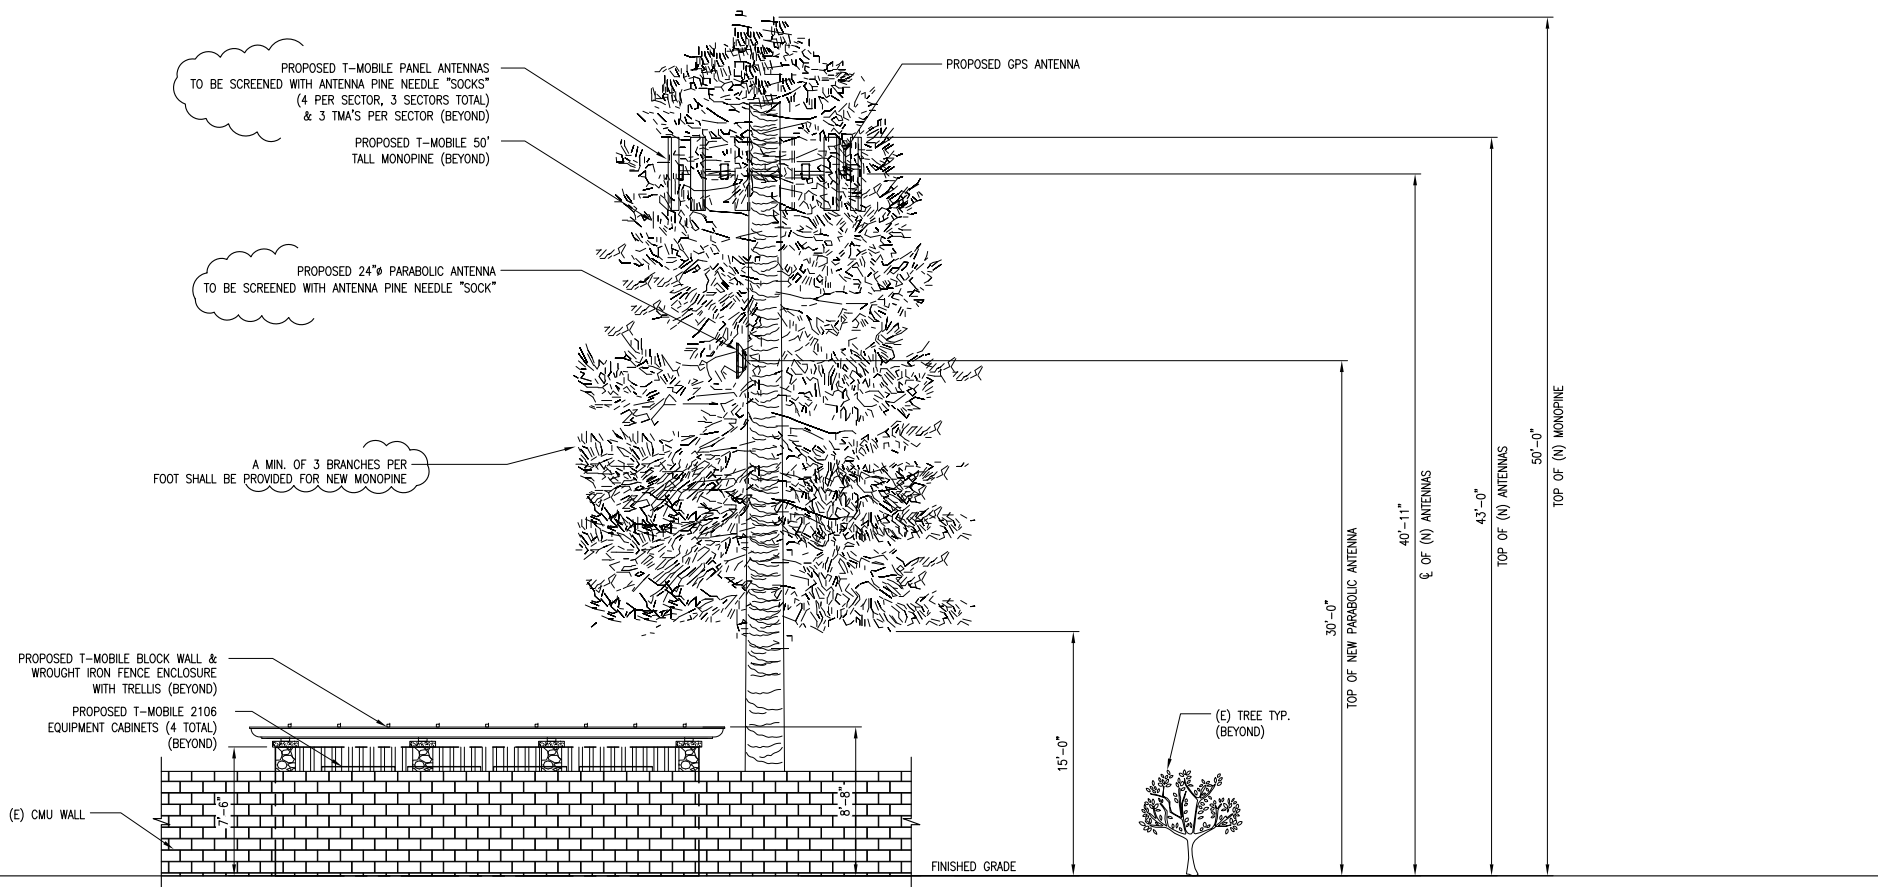 PROPOSED T-MOBILE PANEL ANTENNAS
TO BE SCREENED WITH ANTENNA PINE NEEDLE "SOCKS"
(4 PER SECTOR, 3 SECTORS TOTAL)
& 3 TMA'S PER SECTOR (BEYOND)
PROPOSED T-MOBILE 50'
TALL MONOPINE (BEYOND)
PROPOSED GPS ANTENNA
PROPOSED 24"ø PARABOLIC ANTENNA
TO BE SCREENED WITH ANTENNA PINE NEEDLE "SOCK"
A MIN. OF 3 BRANCHES PER
FOOT SHALL BE PROVIDED FOR NEW MONOPINE
PROPOSED T-MOBILE BLOCK WALL &
WROUGHT IRON FENCE ENCLOSURE
WITH TRELLIS (BEYOND)
PROPOSED T-MOBILE 2106
EQUIPMENT CABINETS (4 TOTAL)
(BEYOND)
(E) CMU WALL
7'-6"
8'-8"
FINISHED GRADE
15'-0"
(E) TREE TYP.
(BEYOND)
30'-0"
TOP OF NEW PARABOLIC ANTENNA
40'-11"
℄ OF (N) ANTENNAS
43'-0"
TOP OF (N) ANTENNAS
50'-0"
TOP OF (N) MONOPINE